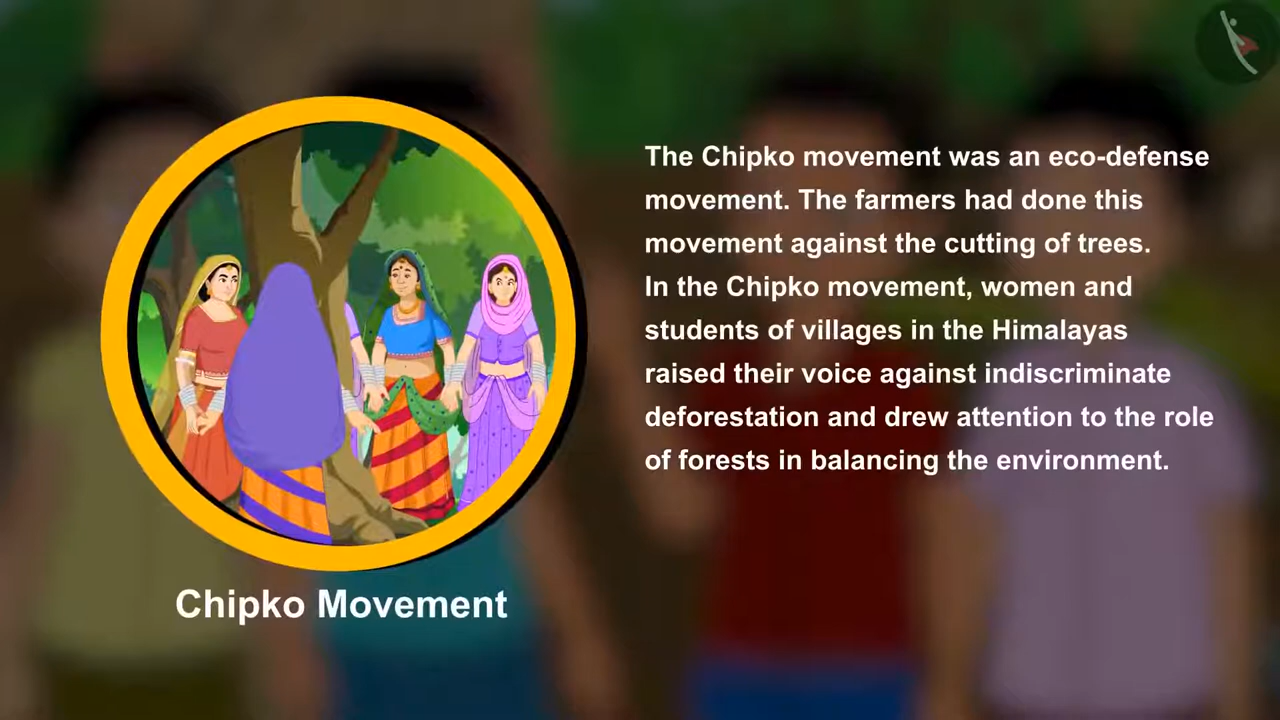 The Chipko movement was an eco-defense
movement. The farmers had done this
movement against the cutting of trees.
In the Chipko movement, women and
students of villages in the Himalayas
raised their voice against indiscriminate
deforestation and drew attention to the role
of forests in balancing the environment.
Chipko Movement